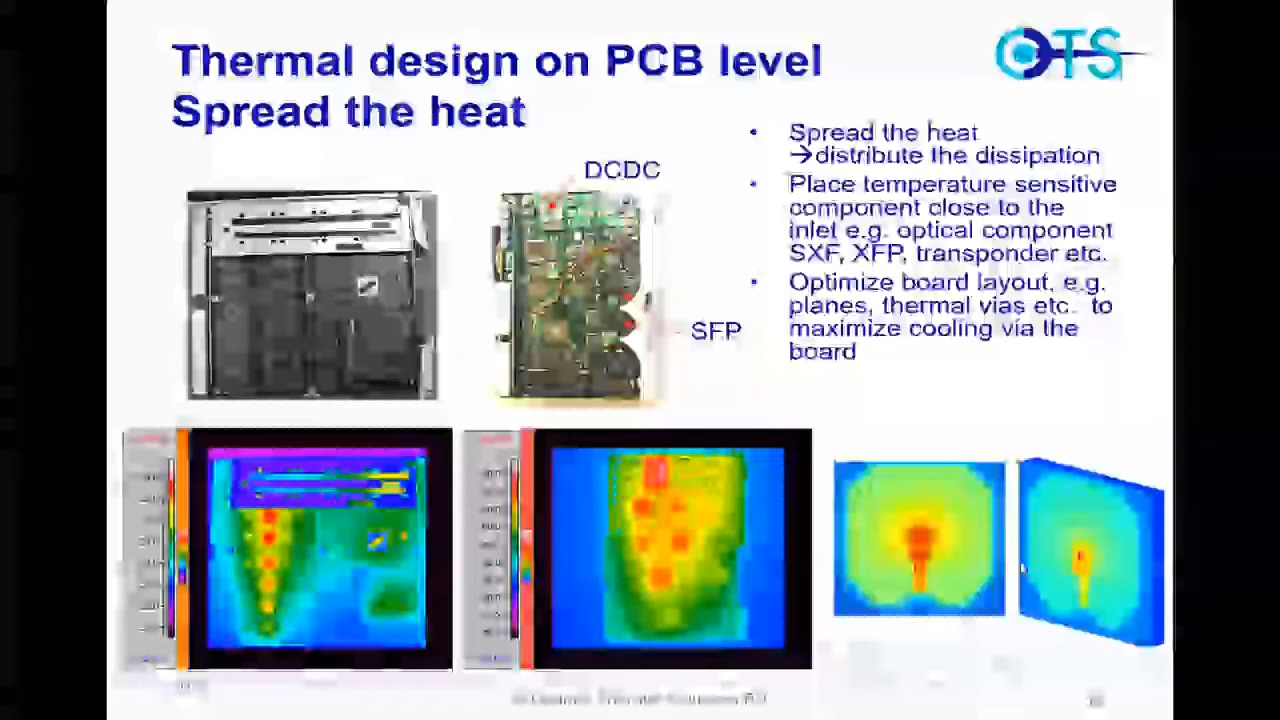 Thermal design on PCB level
Spread the heat
OTS
• Spread the heat
→distribute the dissipation
• Place temperature sensitive
component close to the
inlet e.g. optical component
SXF, XFP, transponder etc.
• Optimize board layout, e.g.
planes, thermal vias etc. to
maximize cooling via the
board
DCDC
SFP